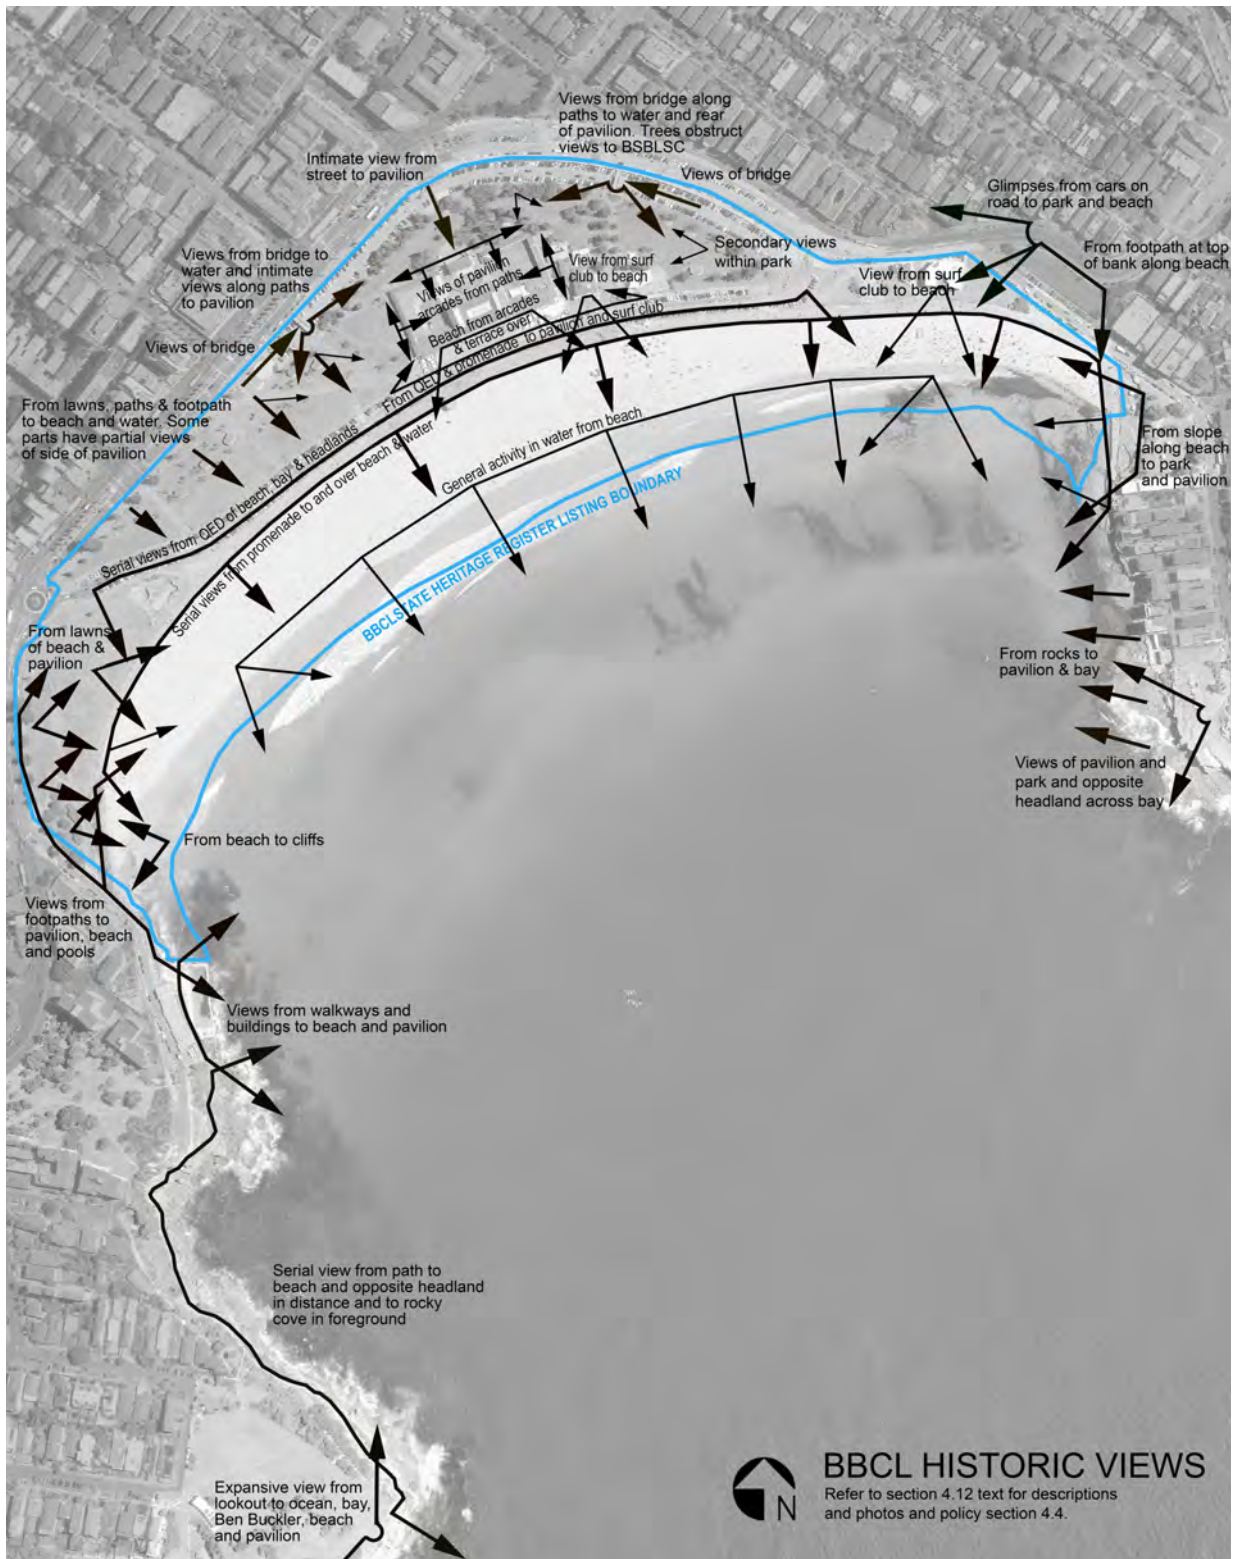 Views from bridge along
paths to water and rear
of pavilion. Trees obstruct
views to BSBLSC
Intimate view from
street to pavilion
Views of bridge
Glimpses from cars on
road to park and beach
Secondary views
within park
From footpath at top
of bank along beach
Views from bridge to
water and intimate
views along paths
to pavilion
View from surf
club to beach
View from surf
club to beach
Views of pavilion
arcades from paths
Beach from arcades
& terrace over
From QED & promenade to pavilion and surf club
Views of bridge
From lawns, paths & footpath
to beach and water. Some
parts have partial views
of side of pavilion
From slope
along beach
to park
and pavilion
General activity in water from beach
Serial views from QED of beach, bay & headlands
Serial views from promenade to and over beach & water
BBCLSTATE HERITAGE REGISTER LISTING BOUNDARY
From lawns
of beach &
pavilion
From rocks to
pavilion & bay
Views of pavilion and
park and opposite
headland across bay
From beach to cliffs
Views from
footpaths to
pavilion, beach
and pools
Views from walkways and
buildings to beach and pavilion
Serial view from path to
beach and opposite headland
in distance and to rocky
cove in foreground
Expansive view from
lookout to ocean, bay,
Ben Buckler, beach
and pavilion
N
BBCL HISTORIC VIEWS
Refer to section 4.12 text for descriptions
and photos and policy section 4.4.